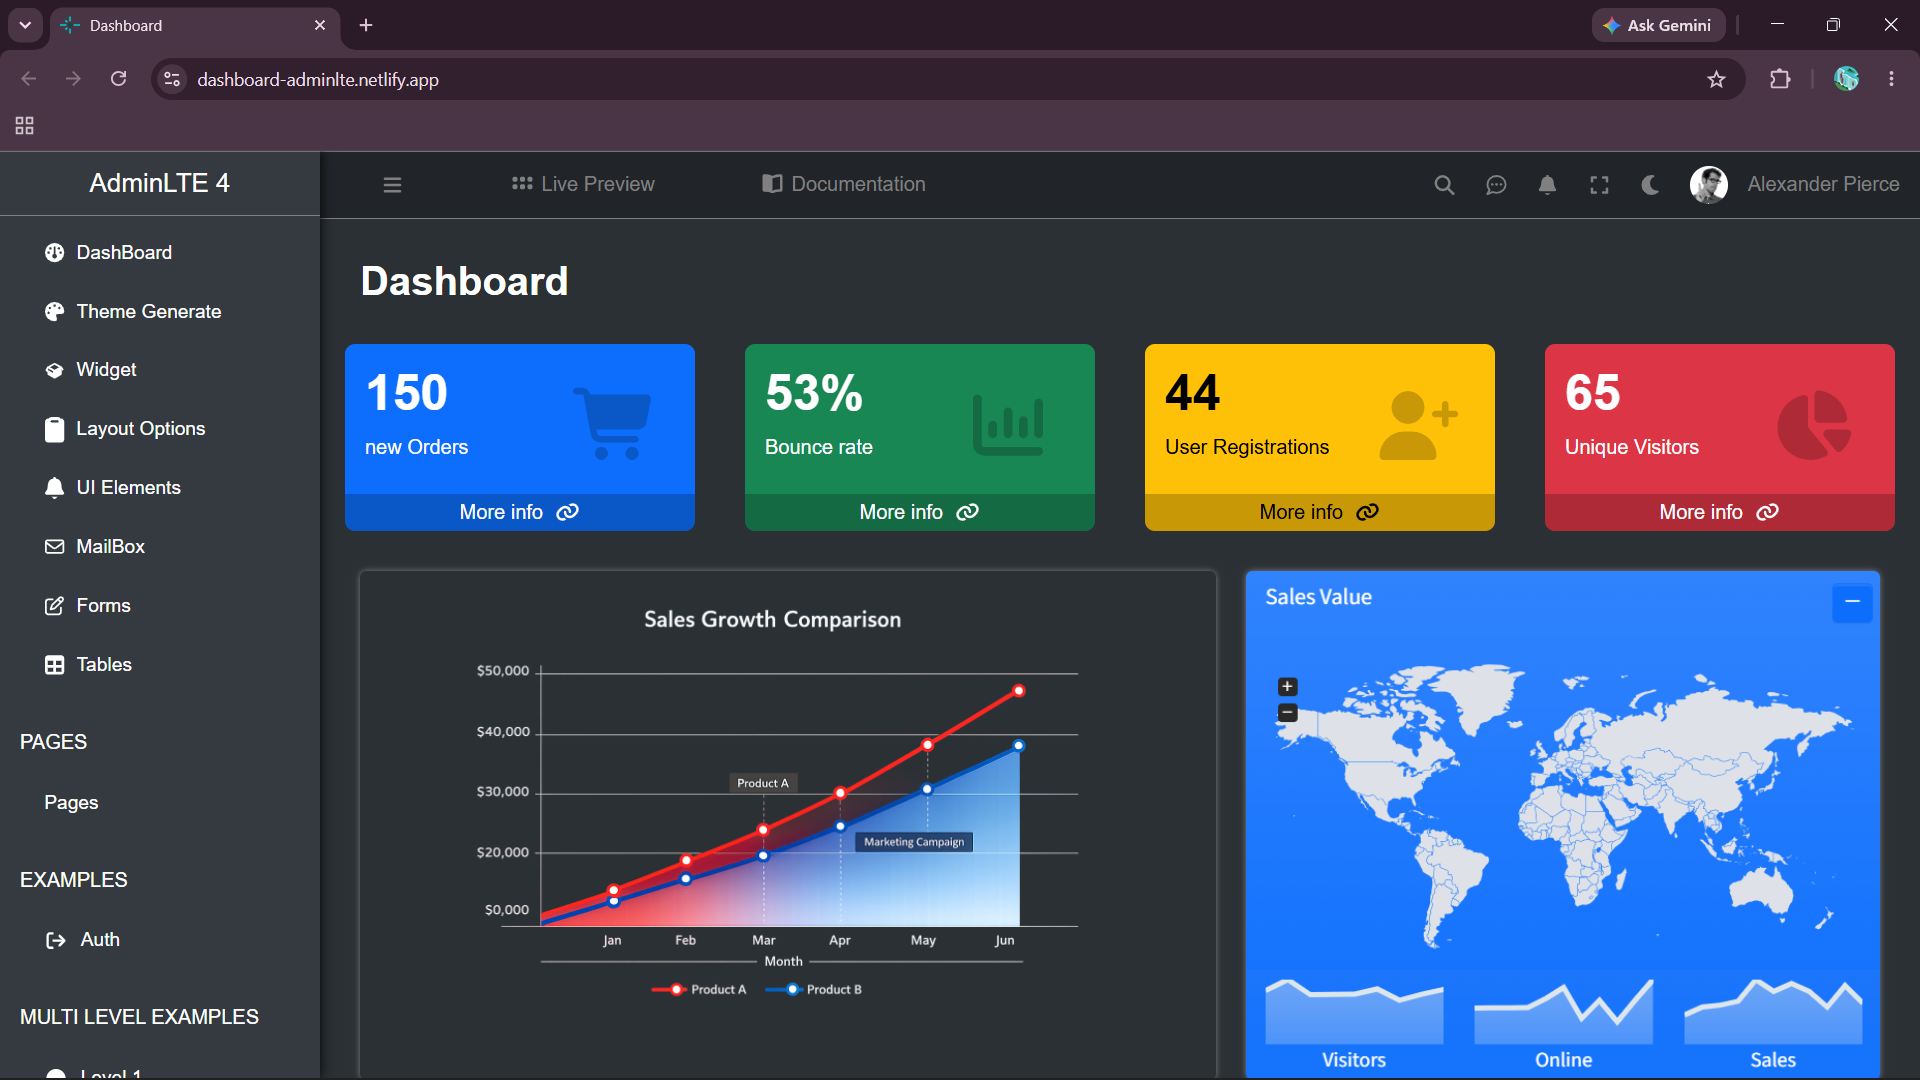 Dashboard
Ask Gemini
dashboard-adminlte.netlify.app
AdminLTE 4
Live Preview
Documentation
Alexander Pierce
DashBoard
Theme Generate
Widget
Layout Options
UI Elements
MailBox
Forms
Tables
PAGES
Pages
EXAMPLES
Auth
MULTI LEVEL EXAMPLES
Level 1
Dashboard
150
new Orders
More info
53%
Bounce rate
More info
44
User Registrations
More info
65
Unique Visitors
More info
Sales Growth Comparison
$50,000
$40,000
$30,000
$20,000
$0,000
Product A
Marketing Campaign
Jan Feb Mar Apr May Jun
Month
Product A Product B
Sales Value
+
−
Visitors
Online
Sales